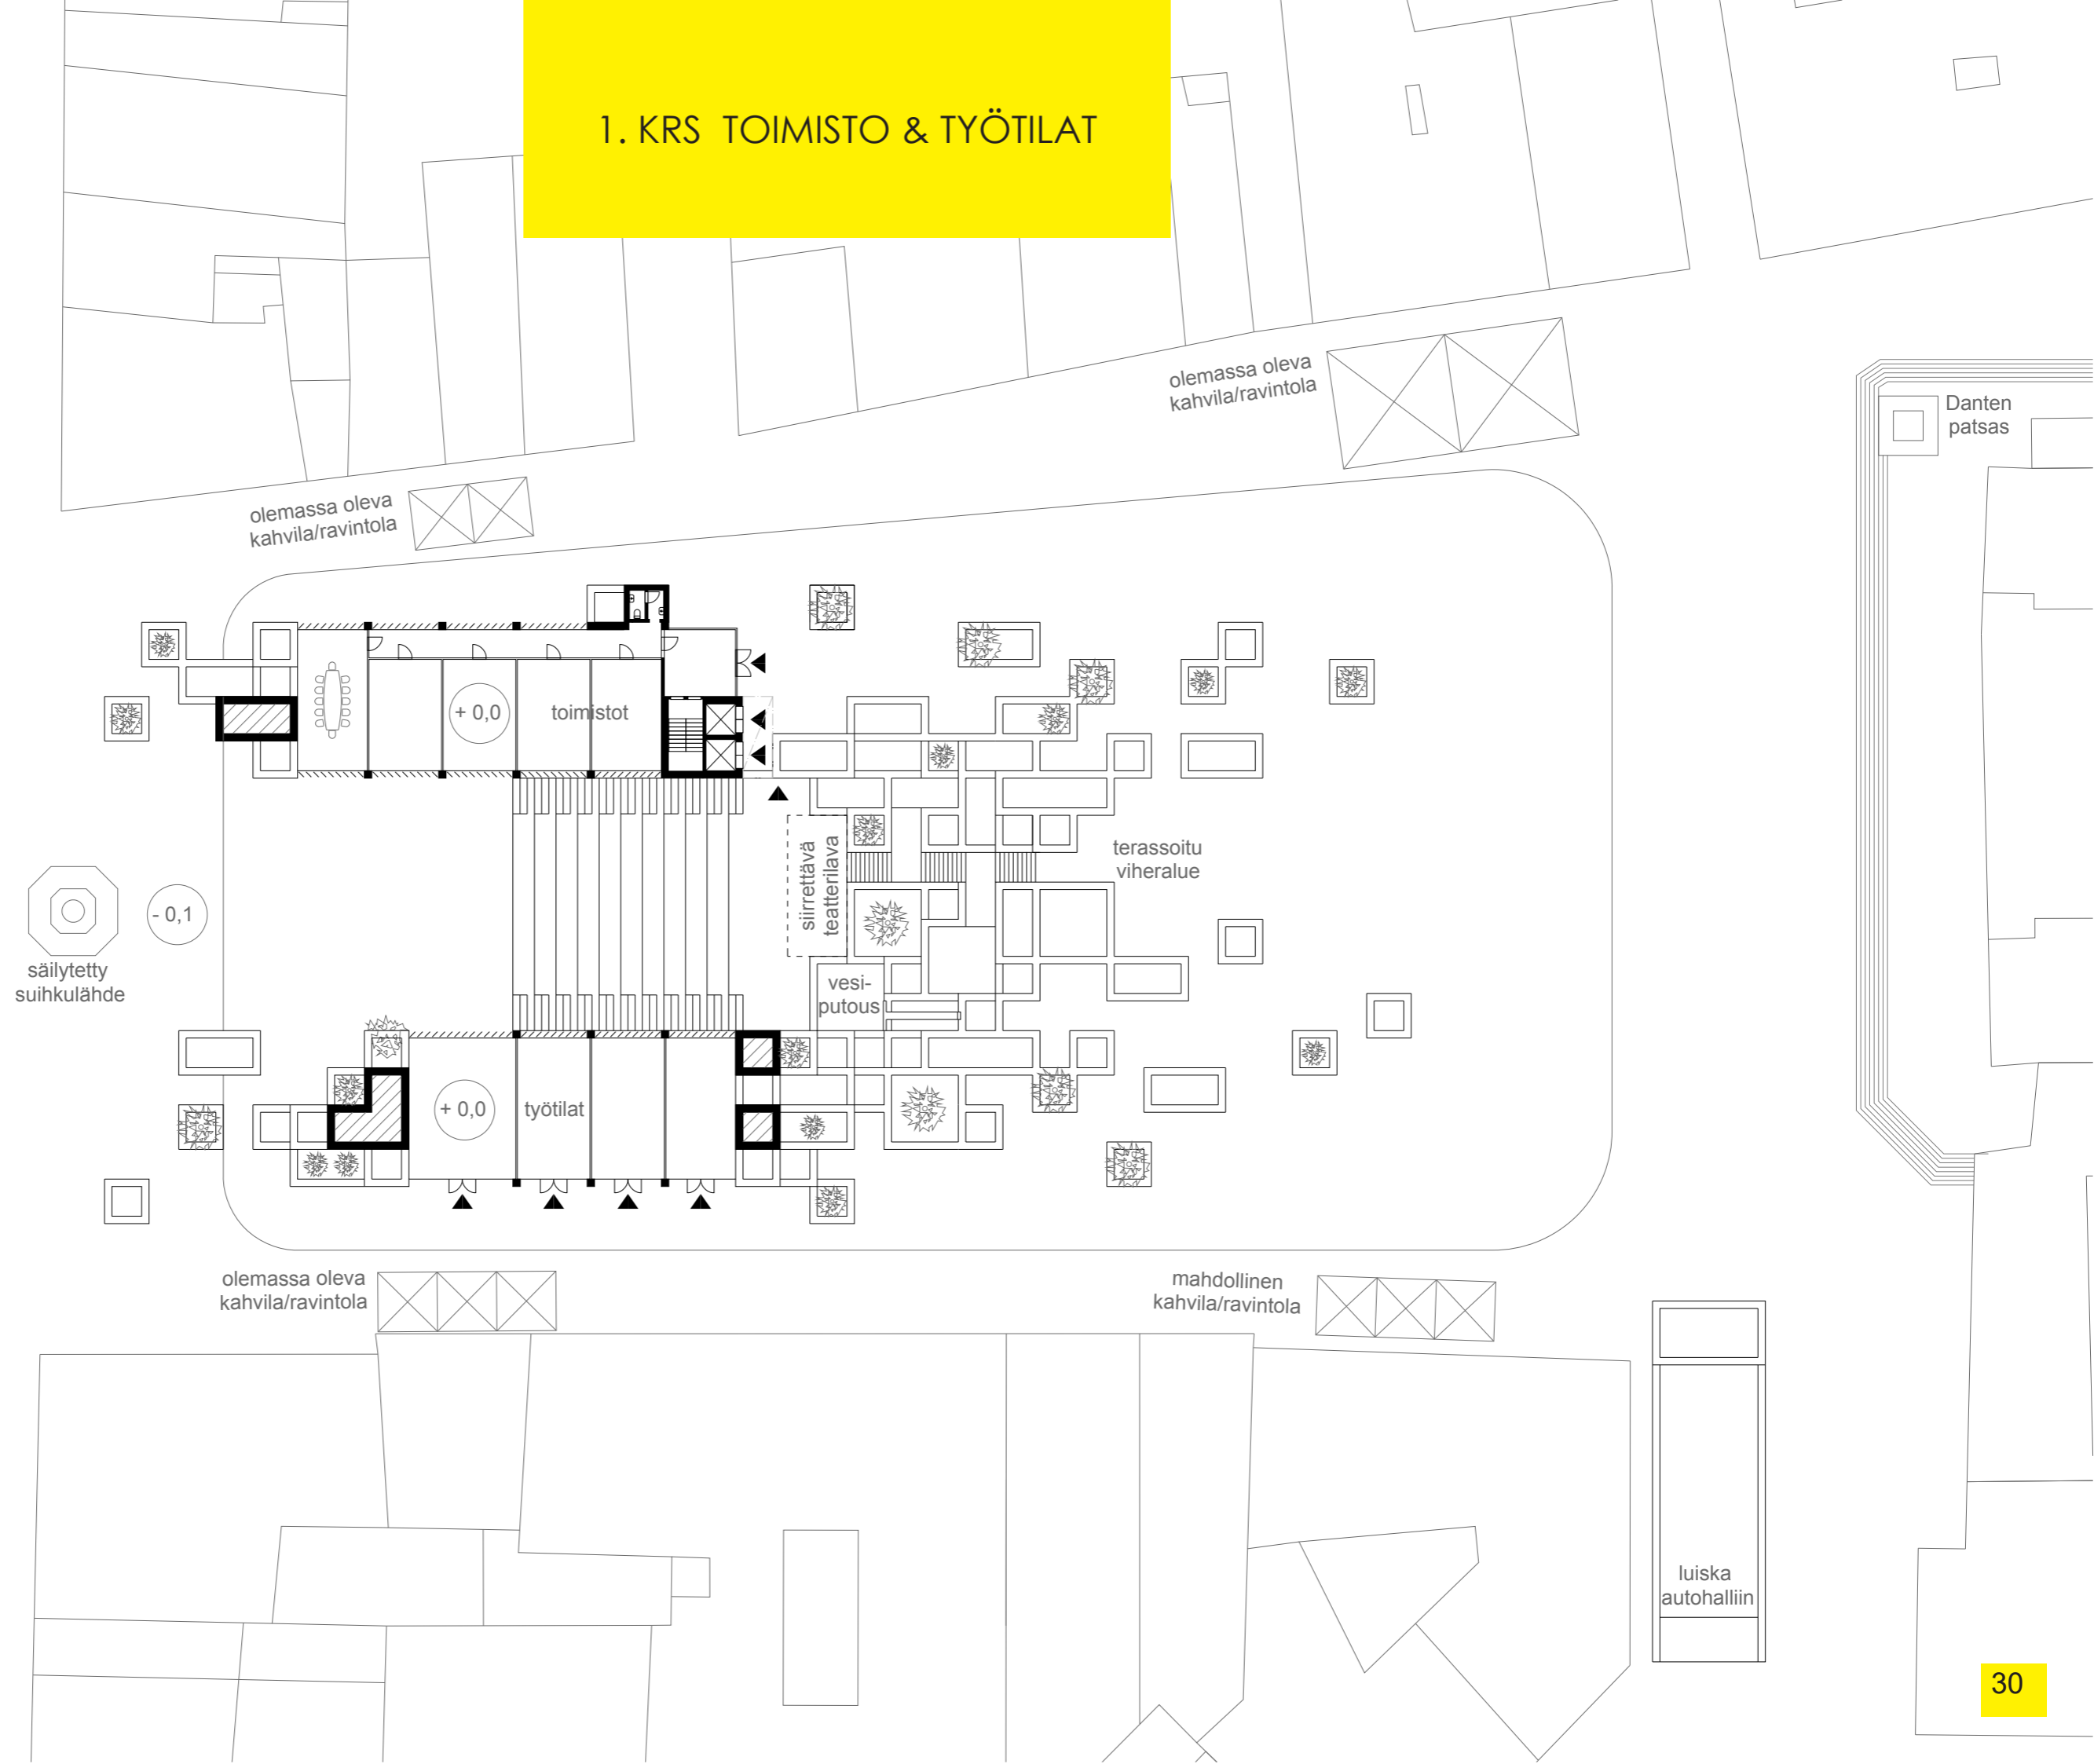 1. KRS TOIMISTO & TYÖTILAT
olemassa oleva
kahvila/ravintola
Danten
patsas
olemassa oleva
kahvila/ravintola
+ 0,0
toimistot
siirrettävä
teatterilava
terassoitu
viheralue
- 0,1
säilytetty
suihkulähde
vesi-
putous
+ 0,0
työtilat
olemassa oleva
kahvila/ravintola
mahdollinen
kahvila/ravintola
luiska
autohalliin
30